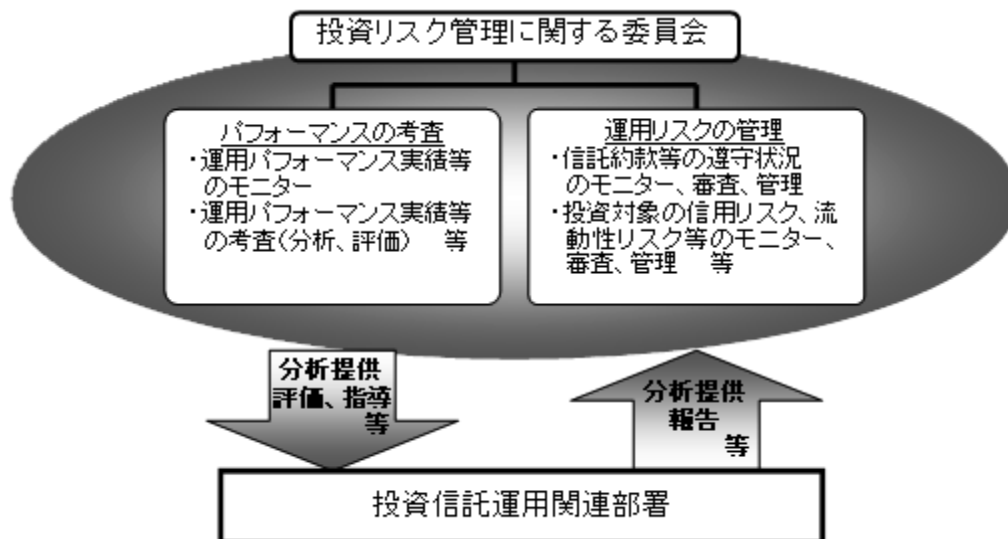 投資リスク管理に関する委員会
パフォーマンスの考査
・運用パフォーマンス実績等
のモニター
・運用パフォーマンス実績等
の考査(分析、評価) 等
運用リスクの管理
・信託約款等の遵守状況
のモニター、審査、管理
・投資対象の信用リスク、流
動性リスク等のモニター、
審査、管理 等
分析提供
評価、指導
等
分析提供
報告
等
投資信託運用関連部署